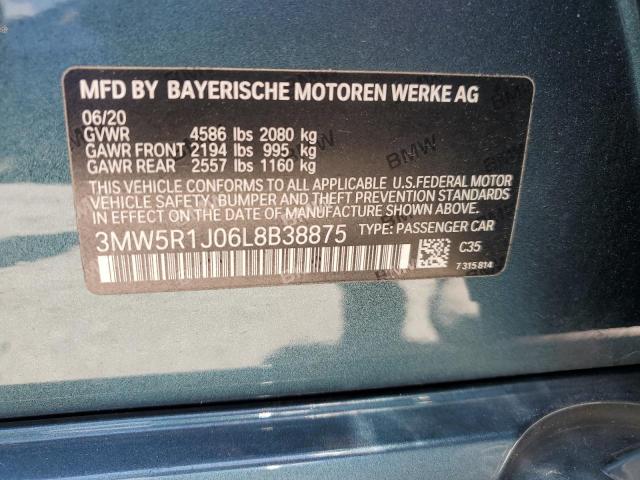 MFD BY BAYERISCHE MOTOREN WERKE AG
06/20
GVWR 4586 lbs 2080 kg
GAWR FRONT 2194 lbs 995 kg
GAWR REAR 2557 lbs 1160 kg
THIS VEHICLE CONFORMS TO ALL APPLICABLE U.S.FEDERAL MOTOR
VEHICLE SAFETY, BUMPER AND THEFT PREVENTION STANDARDS
IN EFFECT ON THE DATE OF MANUFACTURE SHOWN ABOVE.
3MW5R1J06L8B38875 TYPE: PASSENGER CAR
C35
7 315 814